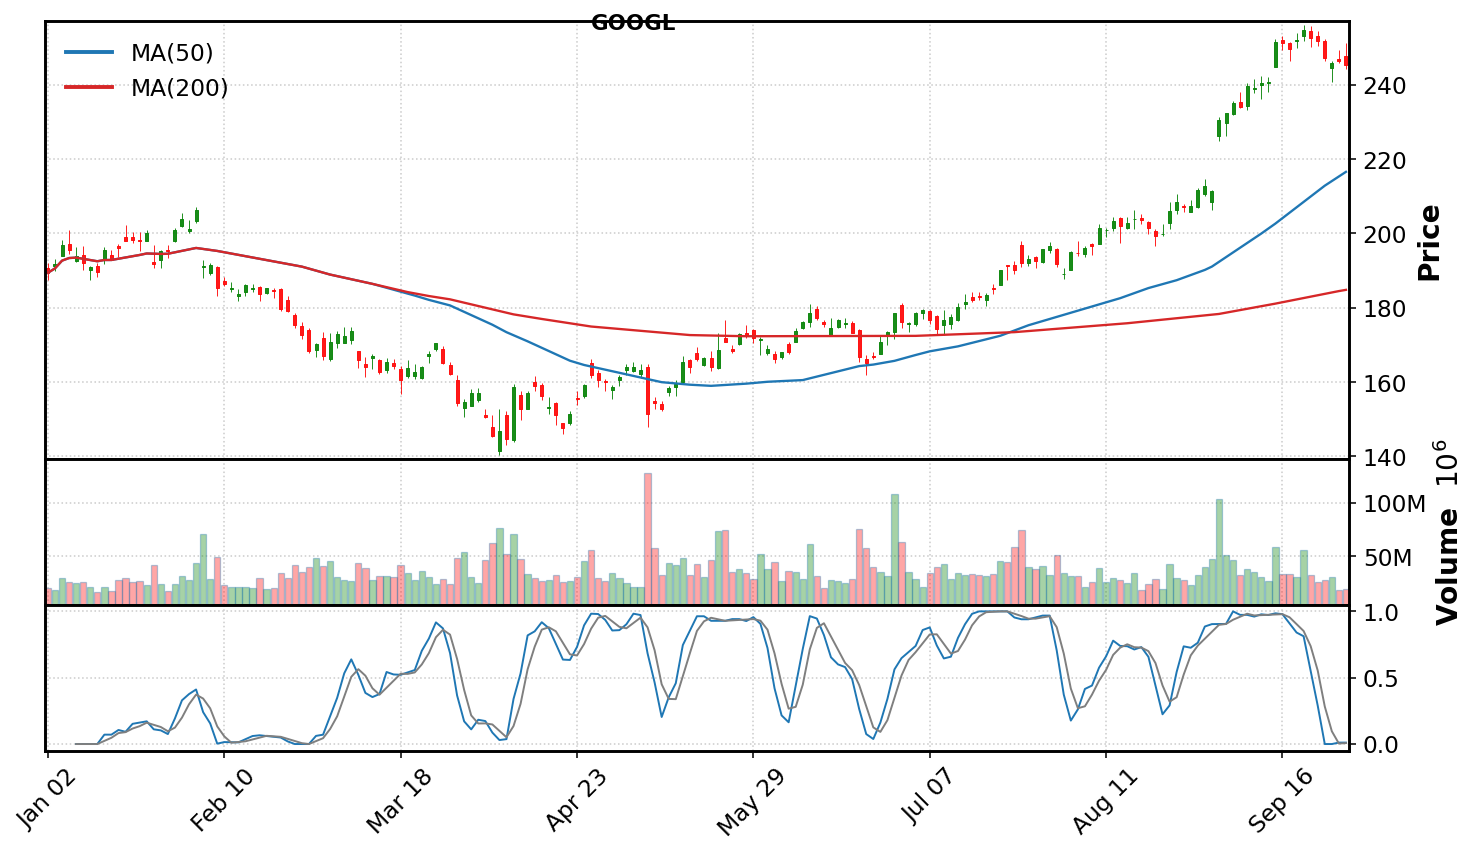 GOOGL
MA(50)
MA(200)
240
220
200
180
160
140
Price
100M
50M
Volume 10^6
1.0
0.5
0.0
Jan 02
Feb 10
Mar 18
Apr 23
May 29
Jul 07
Aug 11
Sep 16